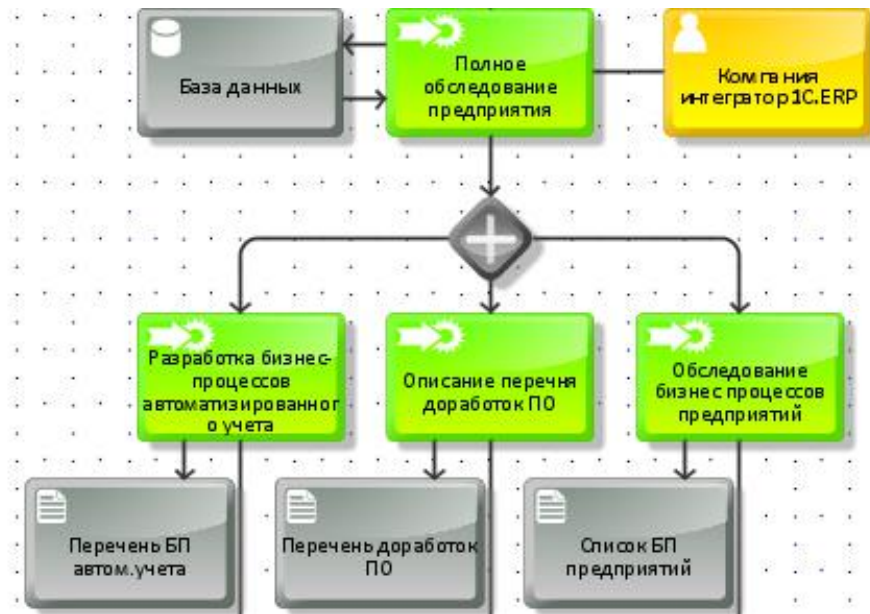 База данных
Полное
обследование
предприятия
Компания
интегратор 1С.ERP
Разработка бизнес-
процессов
автоматизированног
о учета
Описание перечня
доработок ПО
Обследование
бизнес процессов
предприятий
Перечень БП
автом.учета
Перечень доработок
ПО
Список БП
предприятий